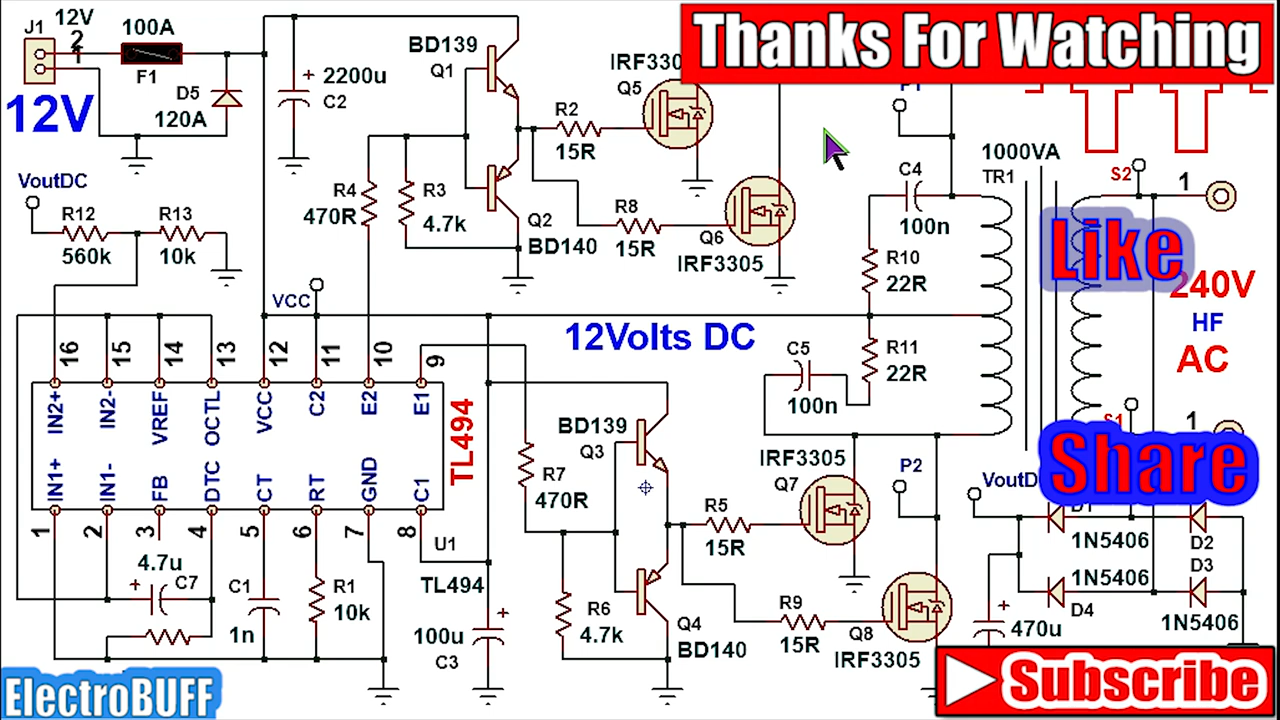 Thanks For Watching
12V
J1
2
1
100A
F1
12V
D5
120A
2200u
C2
BD139
Q1
Q5
R2
15R
Q2
BD140
R4
470R
R3
4.7k
R8
15R
Q6
IRF3305
VoutDC
R12
560k
R13
10k
VCC
12Volts DC
C4
100n
R10
22R
R11
22R
C5
100n
1000VA
TR1
S2
1
Like
240V
HF
AC
1
Share
16 15 14 13 12 11 10 9
IN2+ IN2- VREF OCTL VCC C2 E2 E1
IN1+ IN1- FB DTC CT RT GND C1
1 2 3 4 5 6 7 8
TL494
U1
TL494
4.7u
C7
C1
1n
R1
10k
100u
C3
R7
470R
BD139
Q3
R5
15R
R6
4.7k
Q4
BD140
IRF3305
Q7
P2
R9
15R
Q8
IRF3305
1N5406
D2
D3
1N5406
D4
1N5406
470u
ElectroBUFF
Subscribe